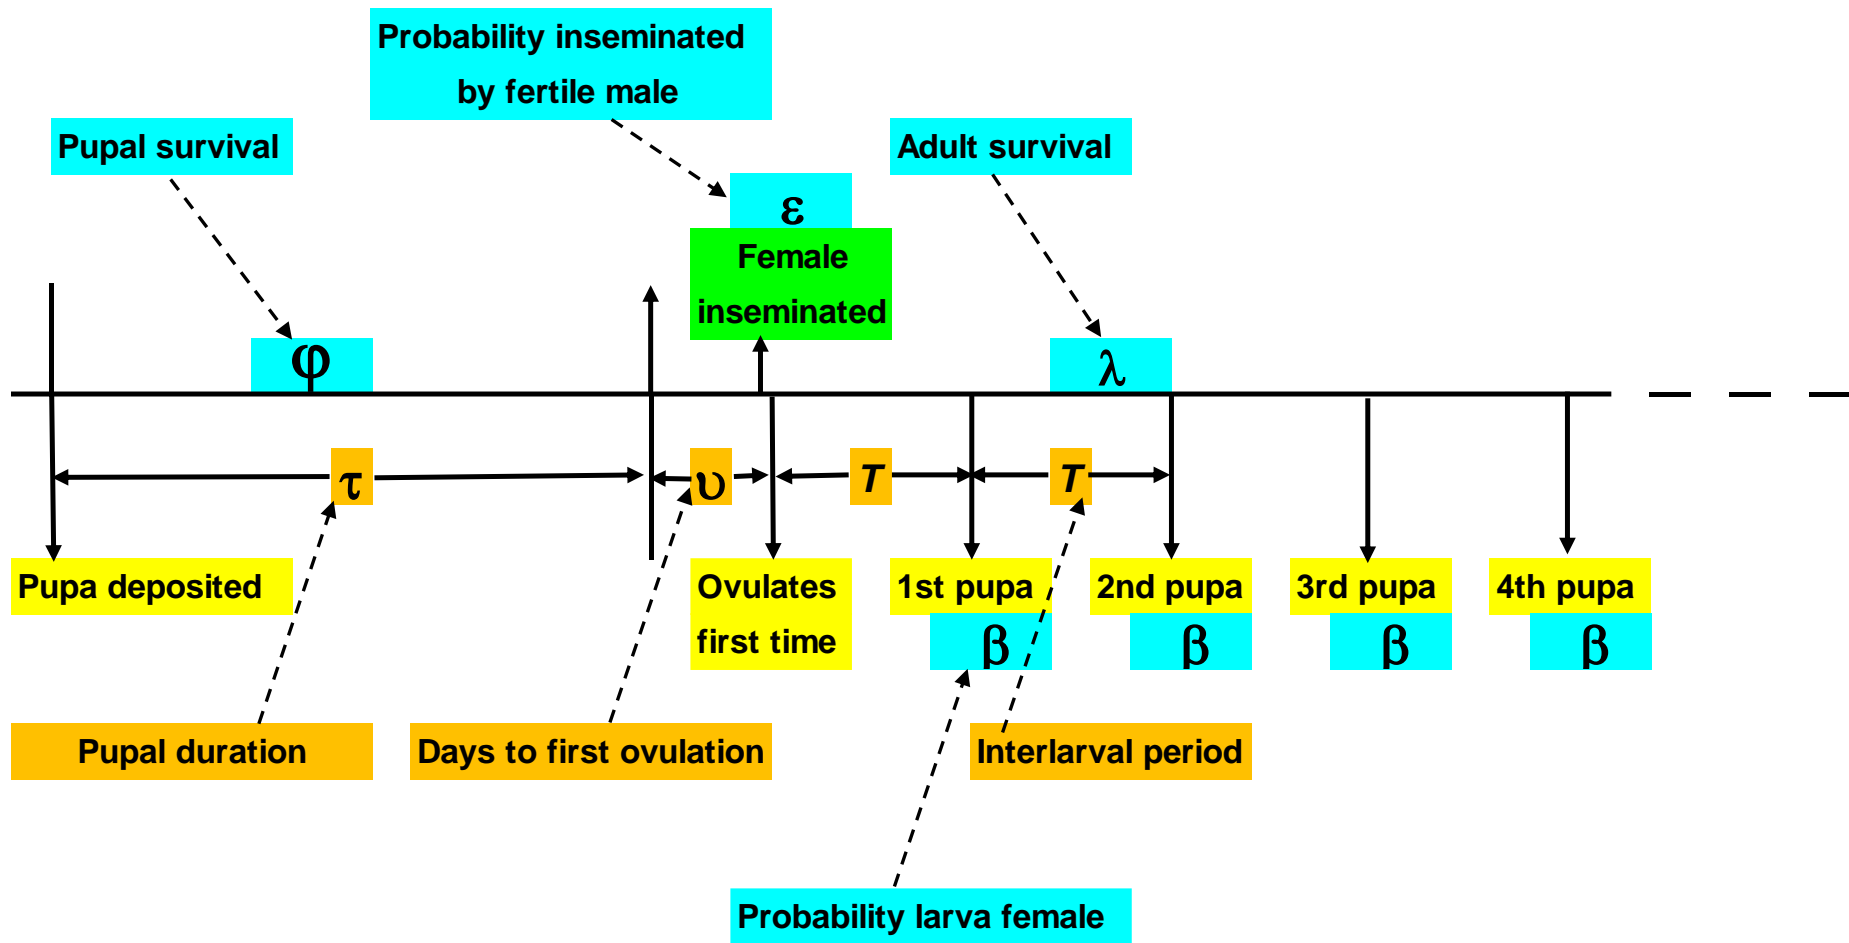 Probability inseminated
by fertile male
Pupal survival
Adult survival
ε
Female
inseminated
φ
λ
τ
υ
T
T
Pupa deposited
Ovulates
first time
1st pupa
2nd pupa
3rd pupa
4th pupa
β
β
β
β
Pupal duration
Days to first ovulation
Interlarval period
Probability larva female